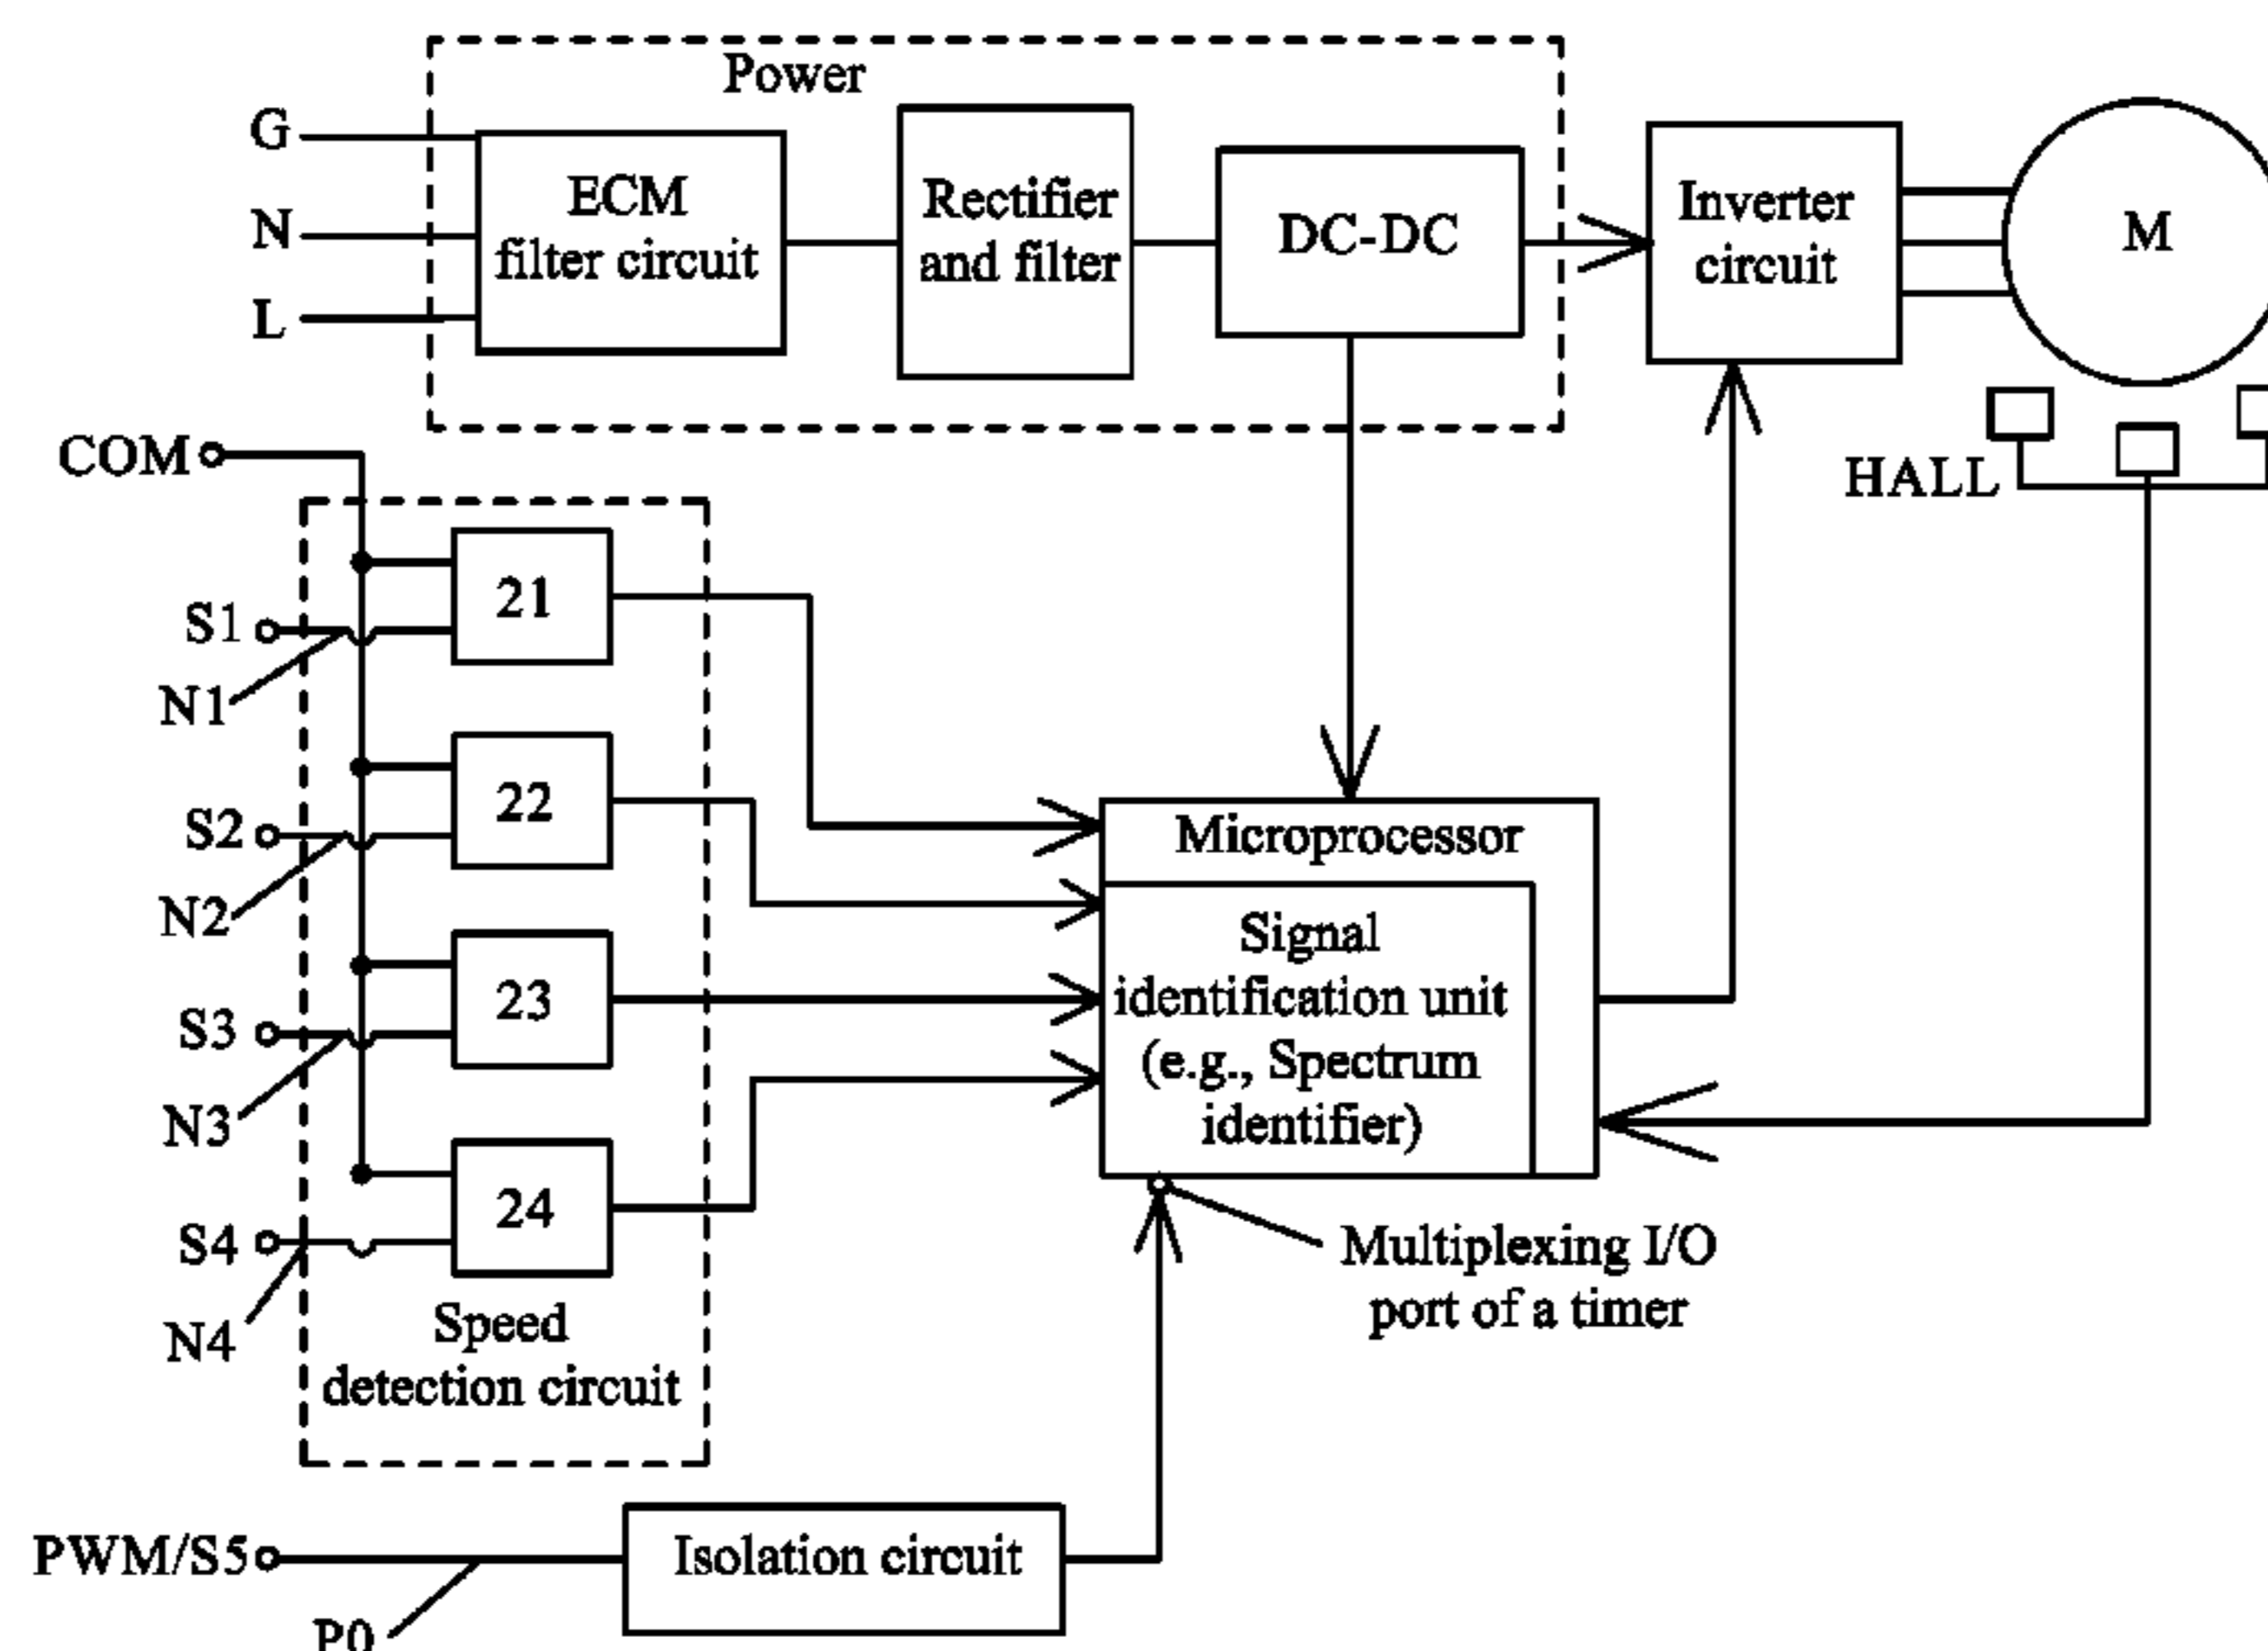 Power
G
N
L
ECM
filter circuit
Rectifier
and filter
DC-DC
Inverter
circuit
M
HALL
COM
S1
N1
S2
N2
S3
N3
S4
N4
21
22
23
24
Speed
detection circuit
Microprocessor
Signal
identification unit
(e.g., Spectrum
identifier)
Multiplexing I/O
port of a timer
PWM/S5
P0
Isolation circuit